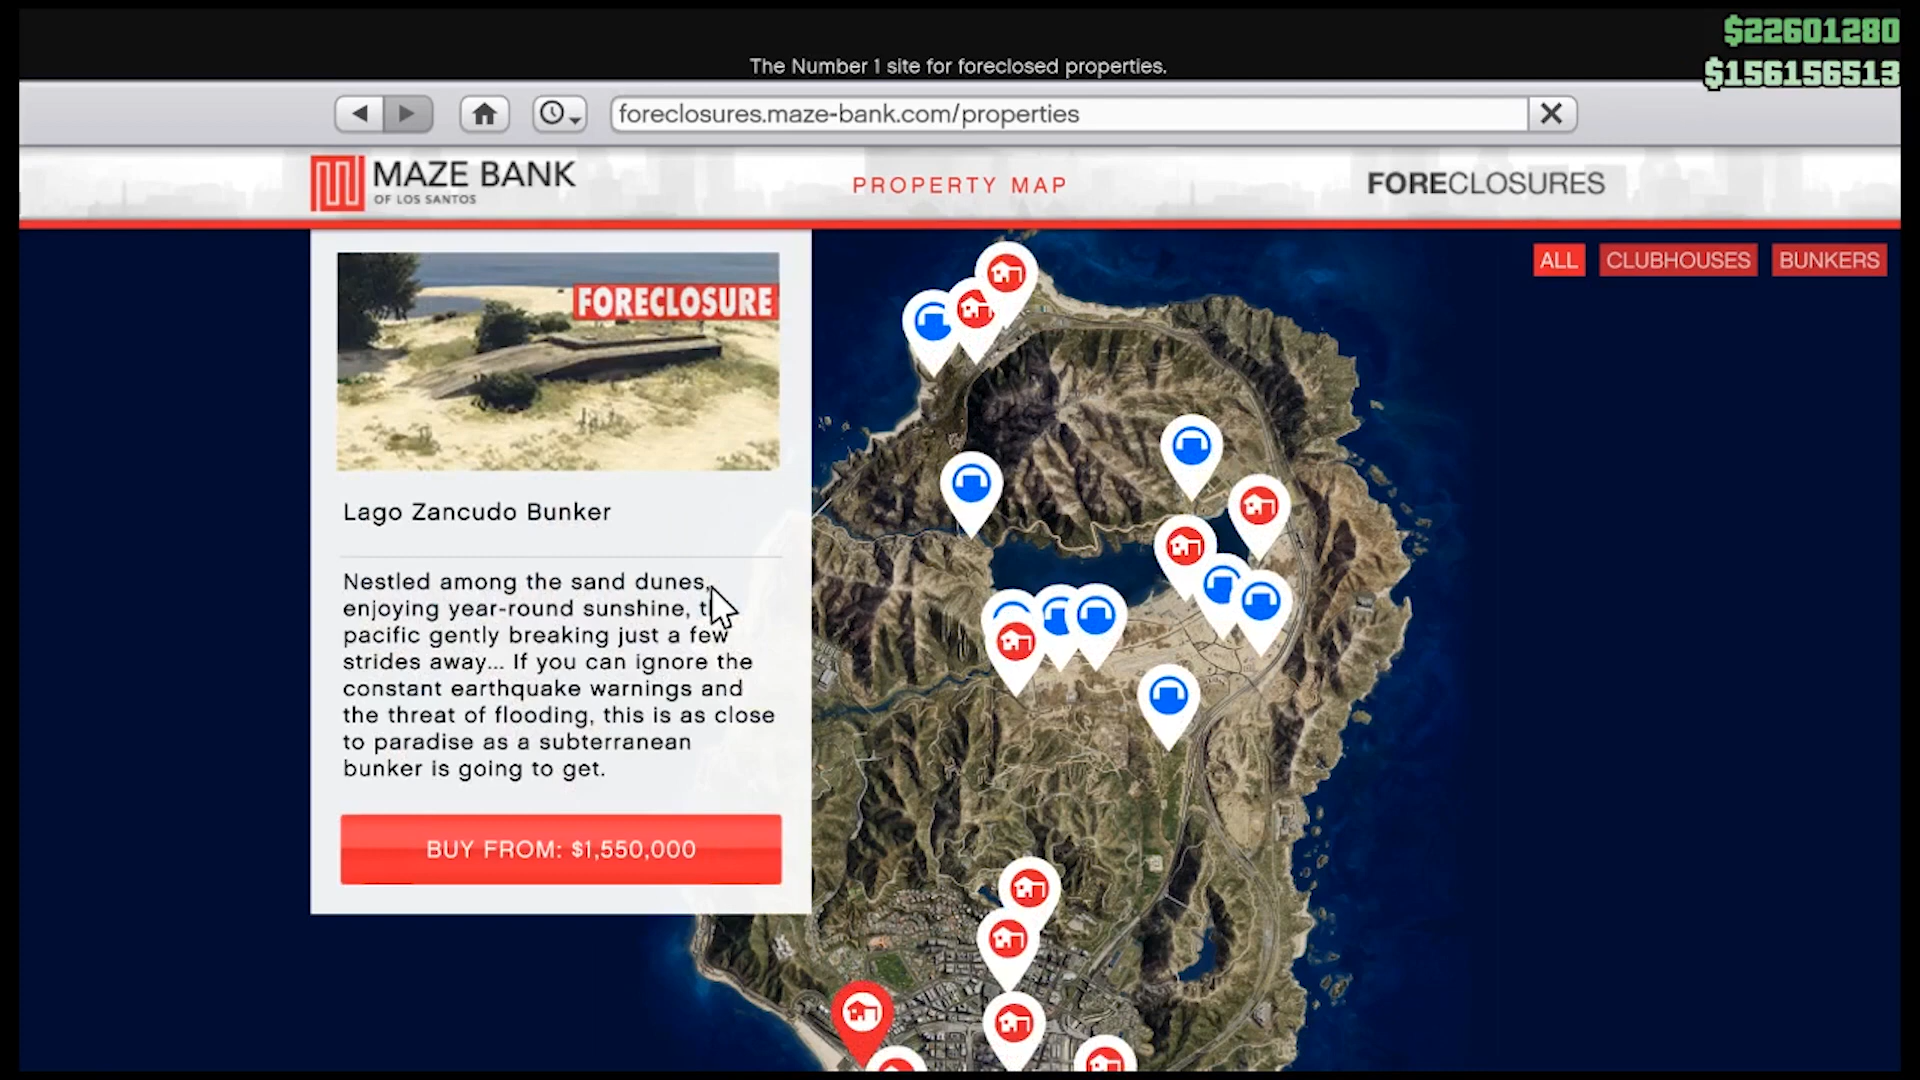 $22601280
The Number 1 site for foreclosed properties.
$156156513
foreclosures.maze-bank.com/properties
MAZE BANK
OF LOS SANTOS
PROPERTY MAP
FORECLOSURES
ALL
CLUBHOUSES
BUNKERS
FORECLOSURE
Lago Zancudo Bunker
Nestled among the sand dunes,
enjoying year-round sunshine,
pacific gently breaking just a few
strides away... If you can ignore the
constant earthquake warnings and
the threat of flooding, this is as close
to paradise as a subterranean
bunker is going to get.
BUY FROM: $1,550,000